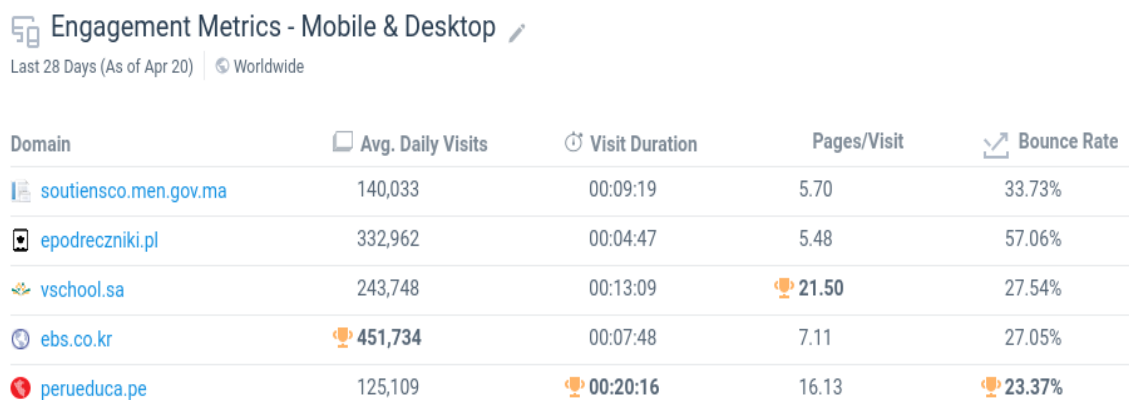 Engagement Metrics - Mobile & Desktop
Last 28 Days (As of Apr 20) Worldwide
Domain Avg. Daily Visits Visit Duration Pages/Visit Bounce Rate
soutiensco.men.gov.ma 140,033 00:09:19 5.70 33.73%
epodreczniki.pl 332,962 00:04:47 5.48 57.06%
vschool.sa 243,748 00:13:09 21.50 27.54%
ebs.co.kr 451,734 00:07:48 7.11 27.05%
perueduca.pe 125,109 00:20:16 16.13 23.37%